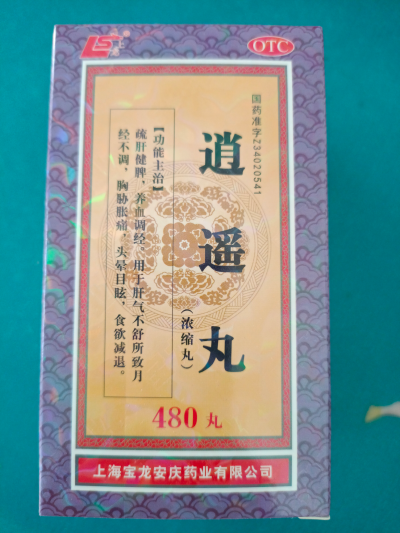 OTC
国药准字Z34020541
逍遥丸
(浓缩丸)
【功能主治】
疏肝健脾，养血调经。用于肝气不舒所致月
经不调，胸胁胀痛，头晕目眩，食欲减退。
480丸
上海宝龙安庆药业有限公司